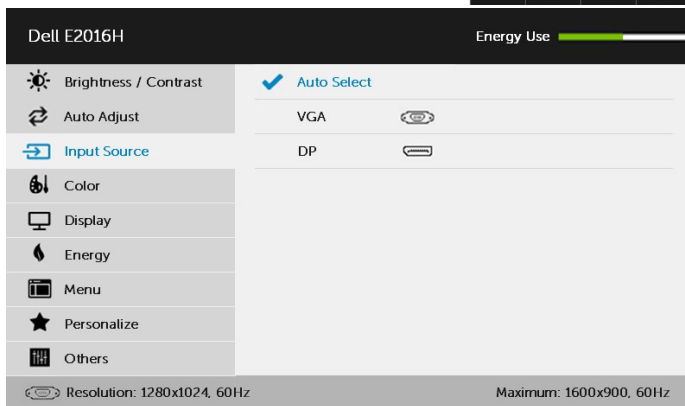 Dell E2016H
Energy Use
Brightness / Contrast
Auto Select
Auto Adjust
VGA
Input Source
DP
Color
Display
Energy
Menu
Personalize
Others
Resolution: 1280x1024, 60Hz
Maximum: 1600x900, 60Hz